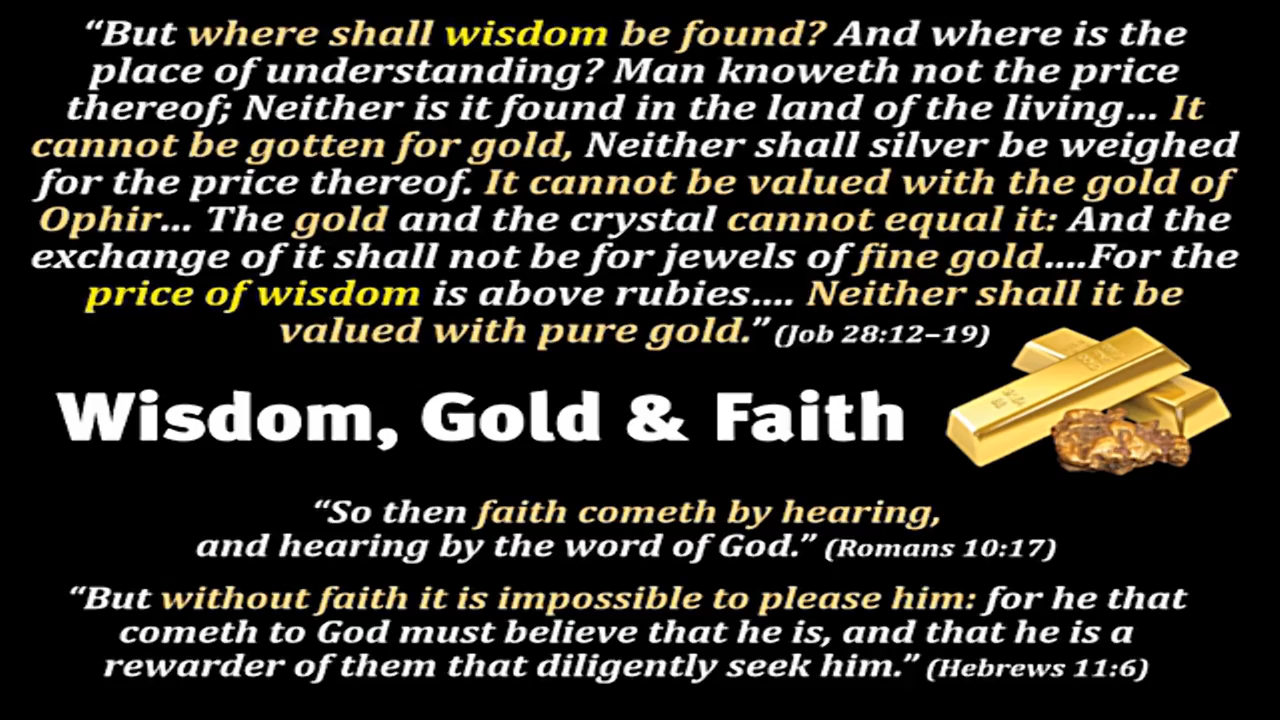 “But where shall wisdom be found? And where is the
place of understanding? Man knoweth not the price
thereof; Neither is it found in the land of the living... It
cannot be gotten for gold, Neither shall silver be weighed
for the price thereof. It cannot be valued with the gold of
Ophir... The gold and the crystal cannot equal it: And the
exchange of it shall not be for jewels of fine gold....For the
price of wisdom is above rubies.... Neither shall it be
valued with pure gold.” (Job 28:12–19)
Wisdom, Gold & Faith
“So then faith cometh by hearing,
and hearing by the word of God.” (Romans 10:17)
“But without faith it is impossible to please him: for he that
cometh to God must believe that he is, and that he is a
rewarder of them that diligently seek him.” (Hebrews 11:6)